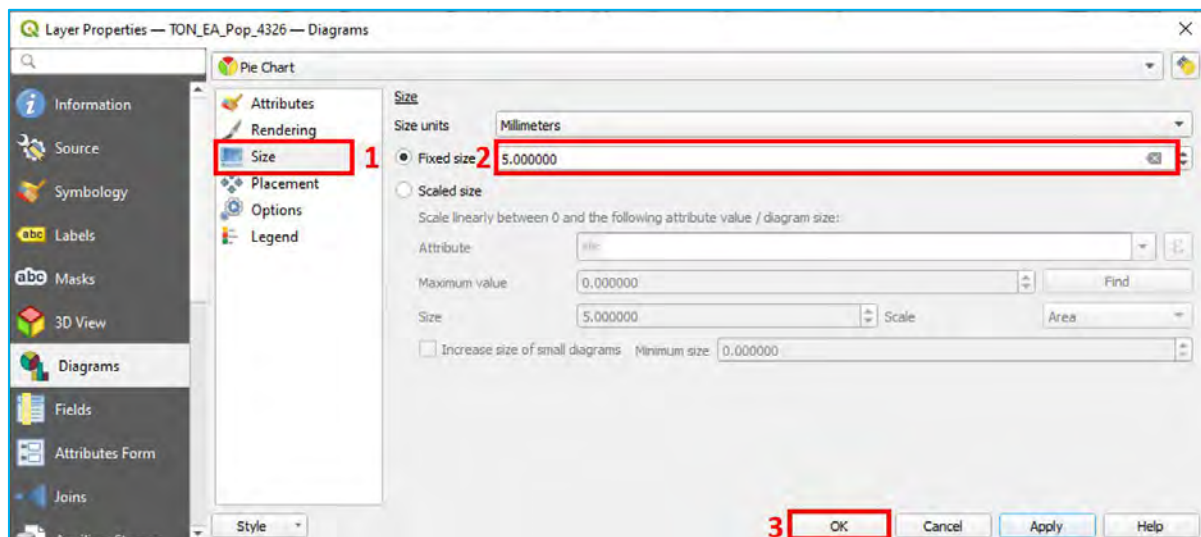 Layer Properties — TON_EA_Pop_4326 — Diagrams
Pie Chart
Information
Source
Symbology
abc Labels
abc Masks
3D View
Diagrams
Fields
Attributes Form
Joins
Attributes
Rendering
Size 1
Placement
Options
Legend
Style
Size
Size units Millimeters
Fixed size 2 5.000000
Scaled size
Scale linearly between 0 and the following attribute value / diagram size:
Attribute abc
Maximum value 0.000000 Find
Size 5.000000 Scale Area
Increase size of small diagrams Minimum size 0.000000
3 OK Cancel Apply Help